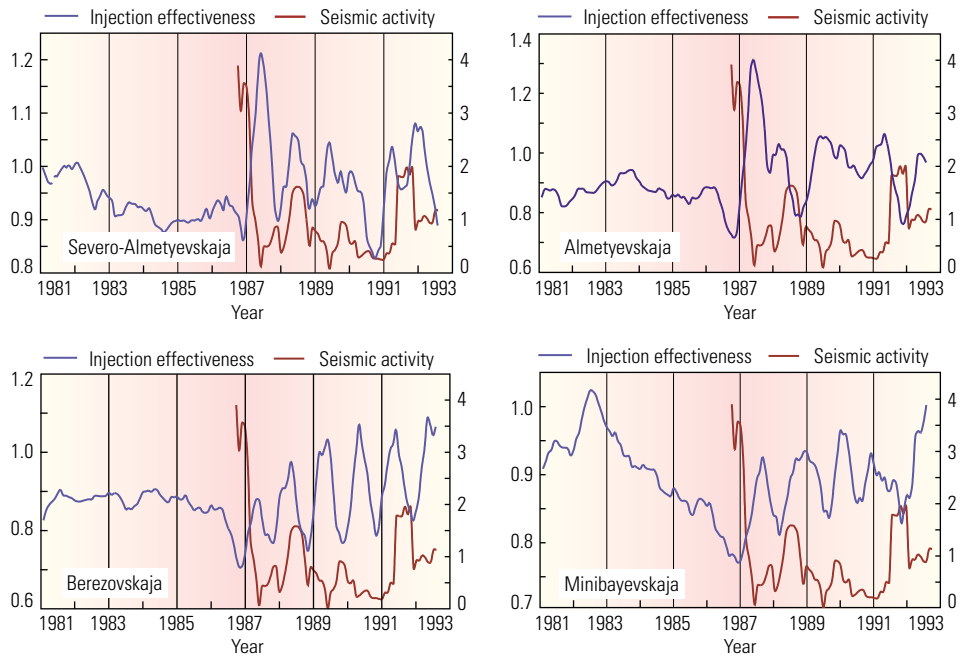 Injection effectiveness Seismic activity
1.2
1.1
1.0
0.9
0.8
4
3
2
1
0
Severo-Almetyevskaja
1981 1983 1985 1987 1989 1991 1993
Year
Injection effectiveness Seismic activity
1.4
1.2
1.0
0.8
0.6
4
3
2
1
0
Almetyevskaja
1981 1983 1985 1987 1989 1991 1993
Year
Injection effectiveness Seismic activity
1.2
1.0
0.8
0.6
4
3
2
1
0
Berezovskaja
1981 1983 1985 1987 1989 1991 1993
Year
Injection effectiveness Seismic activity
1.0
0.9
0.8
0.7
4
3
2
1
0
Minibayevskaja
1981 1983 1985 1987 1989 1991 1993
Year